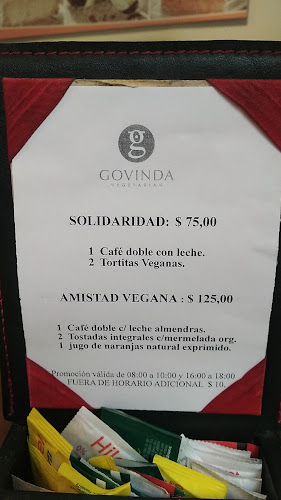 g
GOVINDA
VEGETARIAN
SOLIDARIDAD: $ 75,00
1 Café doble con leche.
2 Tortitas Veganas.
AMISTAD VEGANA : $ 125,00
1 Café doble c/ leche almendras.
2 Tostadas integrales c/mermelada org.
1 jugo de naranjas natural exprimido.
Promoción válida de 08:00 a 10:00 y 16:00 a 18:00
FUERA DE HORARIO ADICIONAL $ 10.